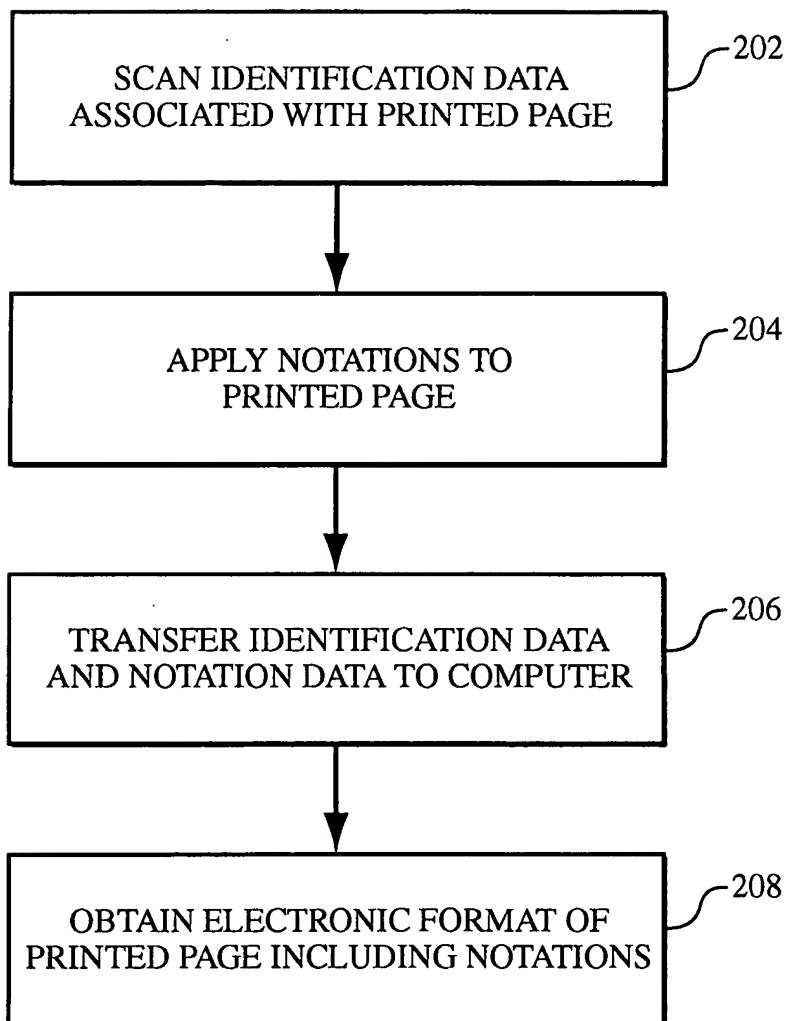 SCAN IDENTIFICATION DATA
ASSOCIATED WITH PRINTED PAGE
202
APPLY NOTATIONS TO
PRINTED PAGE
204
TRANSFER IDENTIFICATION DATA
AND NOTATION DATA TO COMPUTER
206
OBTAIN ELECTRONIC FORMAT OF
PRINTED PAGE INCLUDING NOTATIONS
208